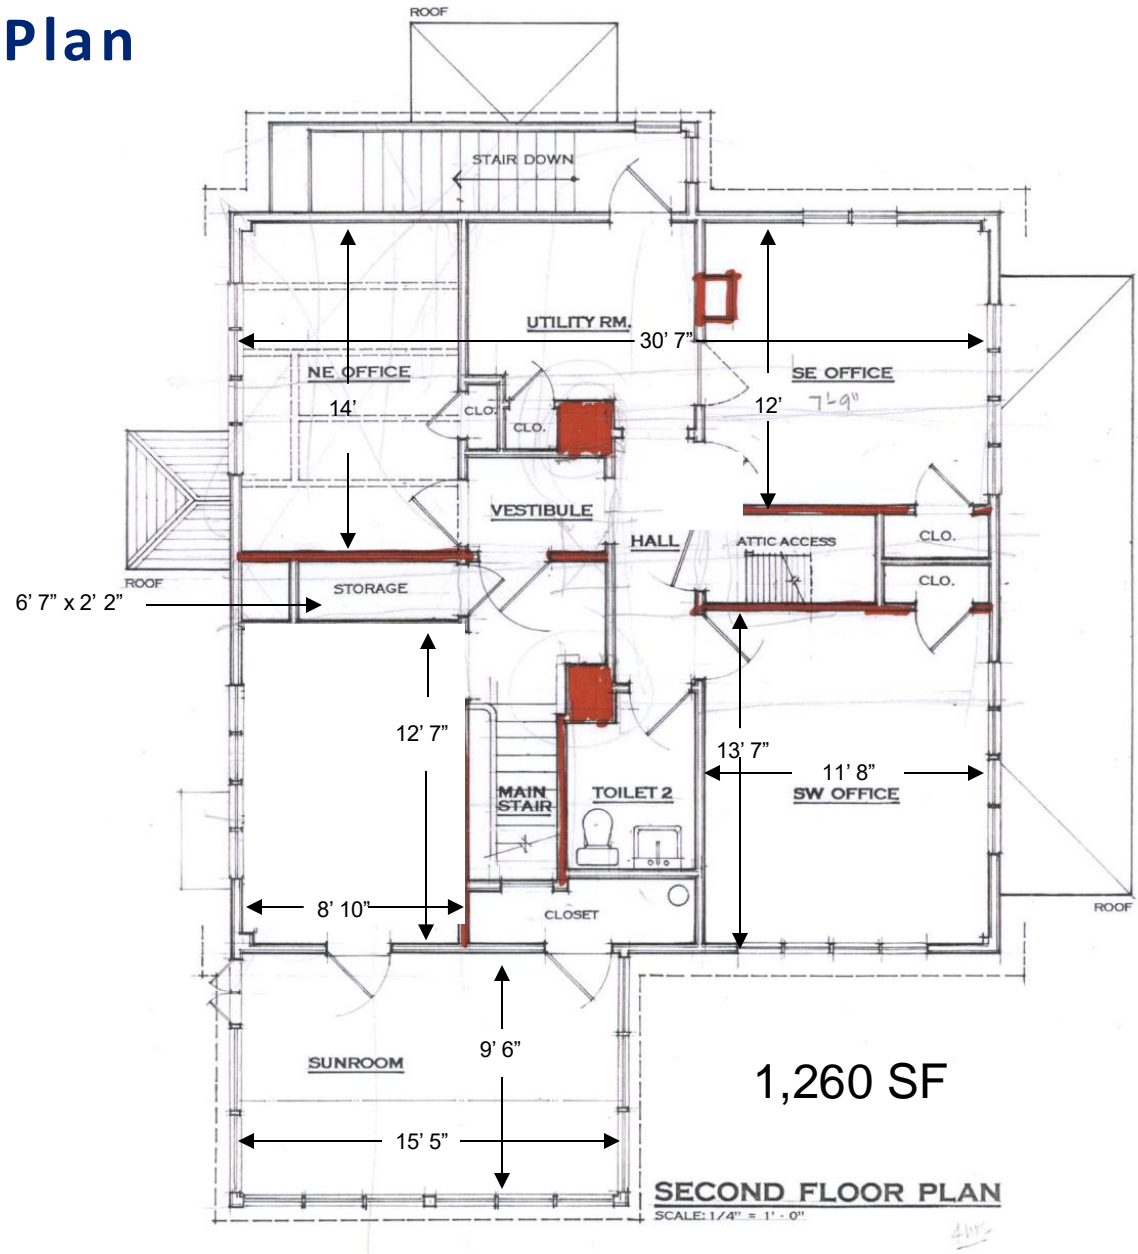 Plan
ROOF
STAIR DOWN
UTILITY RM.
30’ 7”
NE OFFICE
SE OFFICE
7'-9"
14’
CLO.
CLO.
12’
VESTIBULE
HALL
ATTIC ACCESS
CLO.
CLO.
ROOF
STORAGE
6’ 7” x 2’ 2”
12’ 7”
13’ 7”
11’ 8”
MAIN
STAIR
TOILET 2
SW OFFICE
8’ 10”
CLOSET
ROOF
9’ 6”
SUNROOM
1,260 SF
15’ 5”
SECOND FLOOR PLAN
SCALE: 1/4" = 1' - 0"